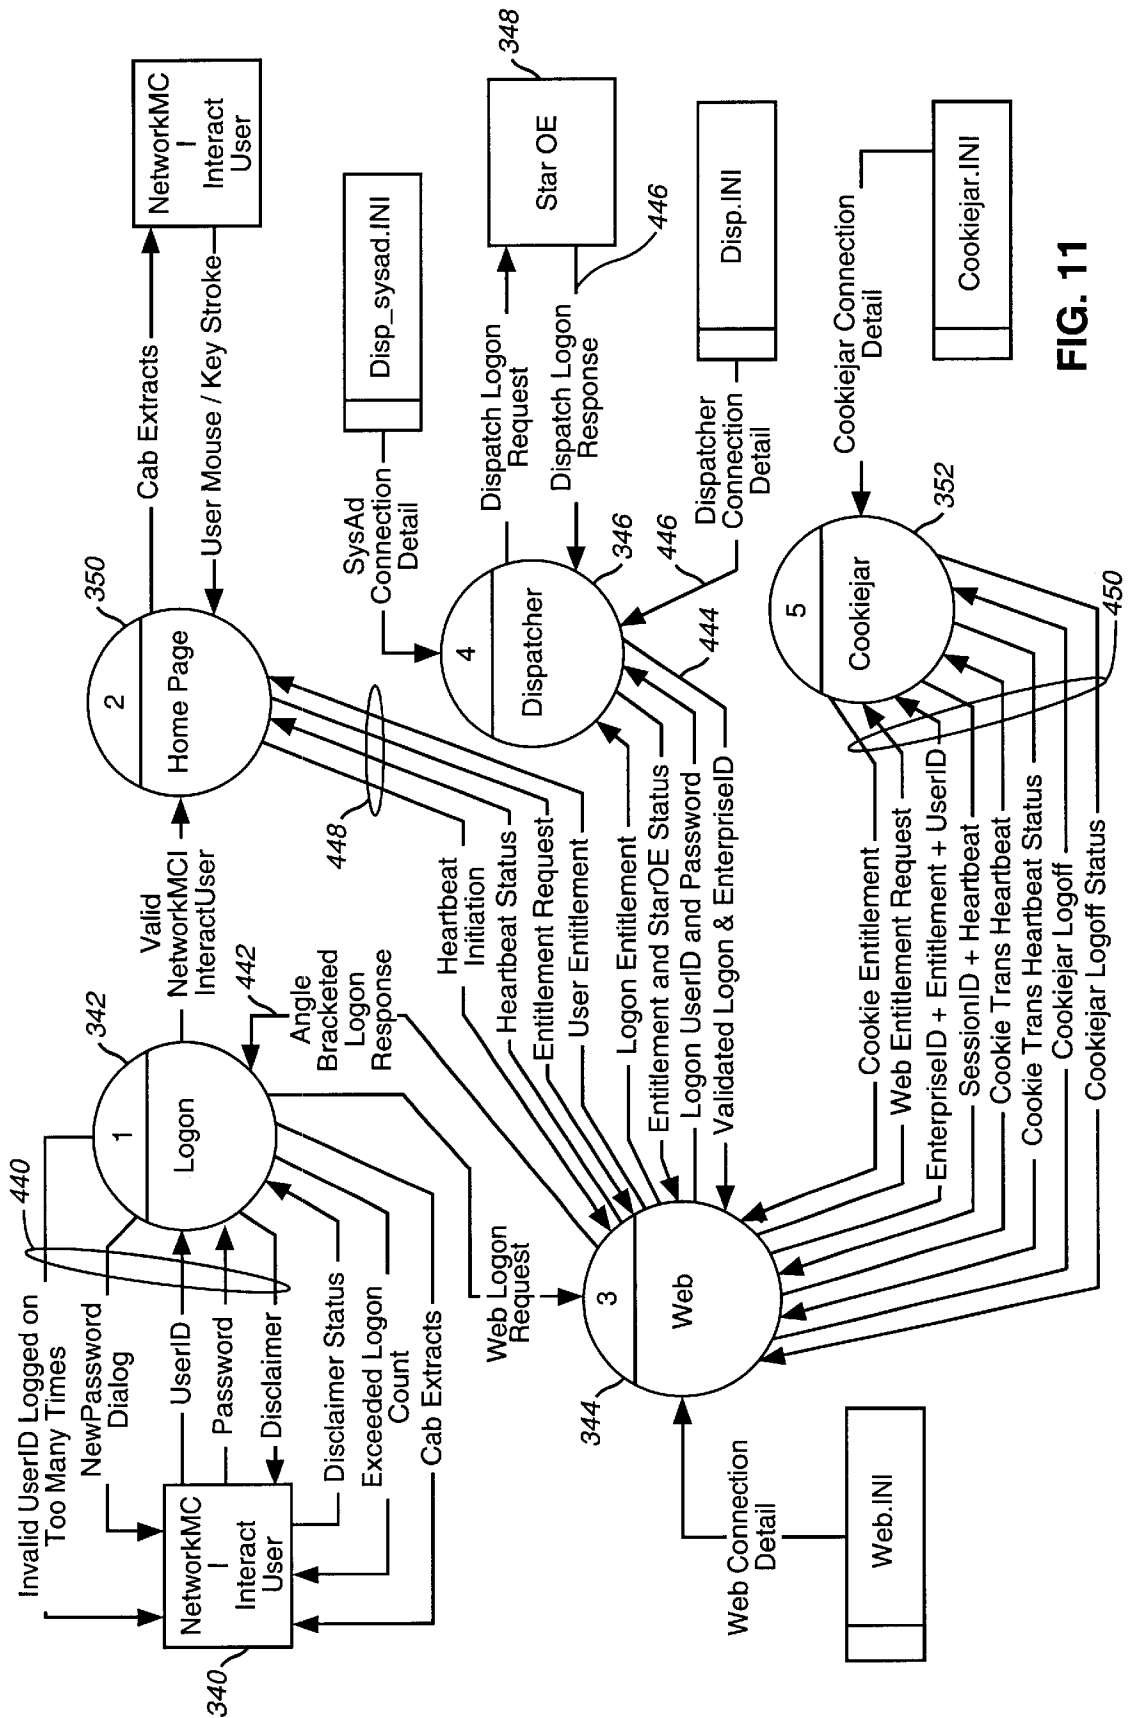 Invalid UserID Logged on
Too Many Times
440
NewPassword
Dialog
UserID
Password
Disclaimer
Disclaimer Status
Exceeded Logon
Count
Cab Extracts
NetworkMC
I
Interact
User
340
342
1
Logon
Valid
NetworkMCI
InteractUser
442
Angle
Bracketed
Logon
Response
Web Logon
Request
350
2
Home Page
Cab Extracts
User Mouse / Key Stroke
NetworkMC
I
Interact
User
448
Heartbeat
Initiation
Heartbeat Status
Entitlement Request
User Entitlement
SysAd
Connection
Detail
Disp_sysad.INI
4
Dispatcher
346
Dispatch Logon
Request
Dispatch Logon
Response
Star OE
348
446
446
Dispatcher
Connection
Detail
Disp.INI
444
Logon Entitlement
Entitlement and StarOE Status
Logon UserID and Password
Validated Logon & EnterpriseID
344
3
Web
Web Connection
Detail
Web.INI
5
Cookiejar
352
Cookiejar Connection
Detail
Cookiejar.INI
450
Cookie Entitlement
Web Entitlement Request
EnterpriseID + Entitlement + UserID
SessionID + Heartbeat
Cookie Trans Heartbeat
Cookie Trans Heartbeat Status
Cookiejar Logoff
Cookiejar Logoff Status
FIG. 11